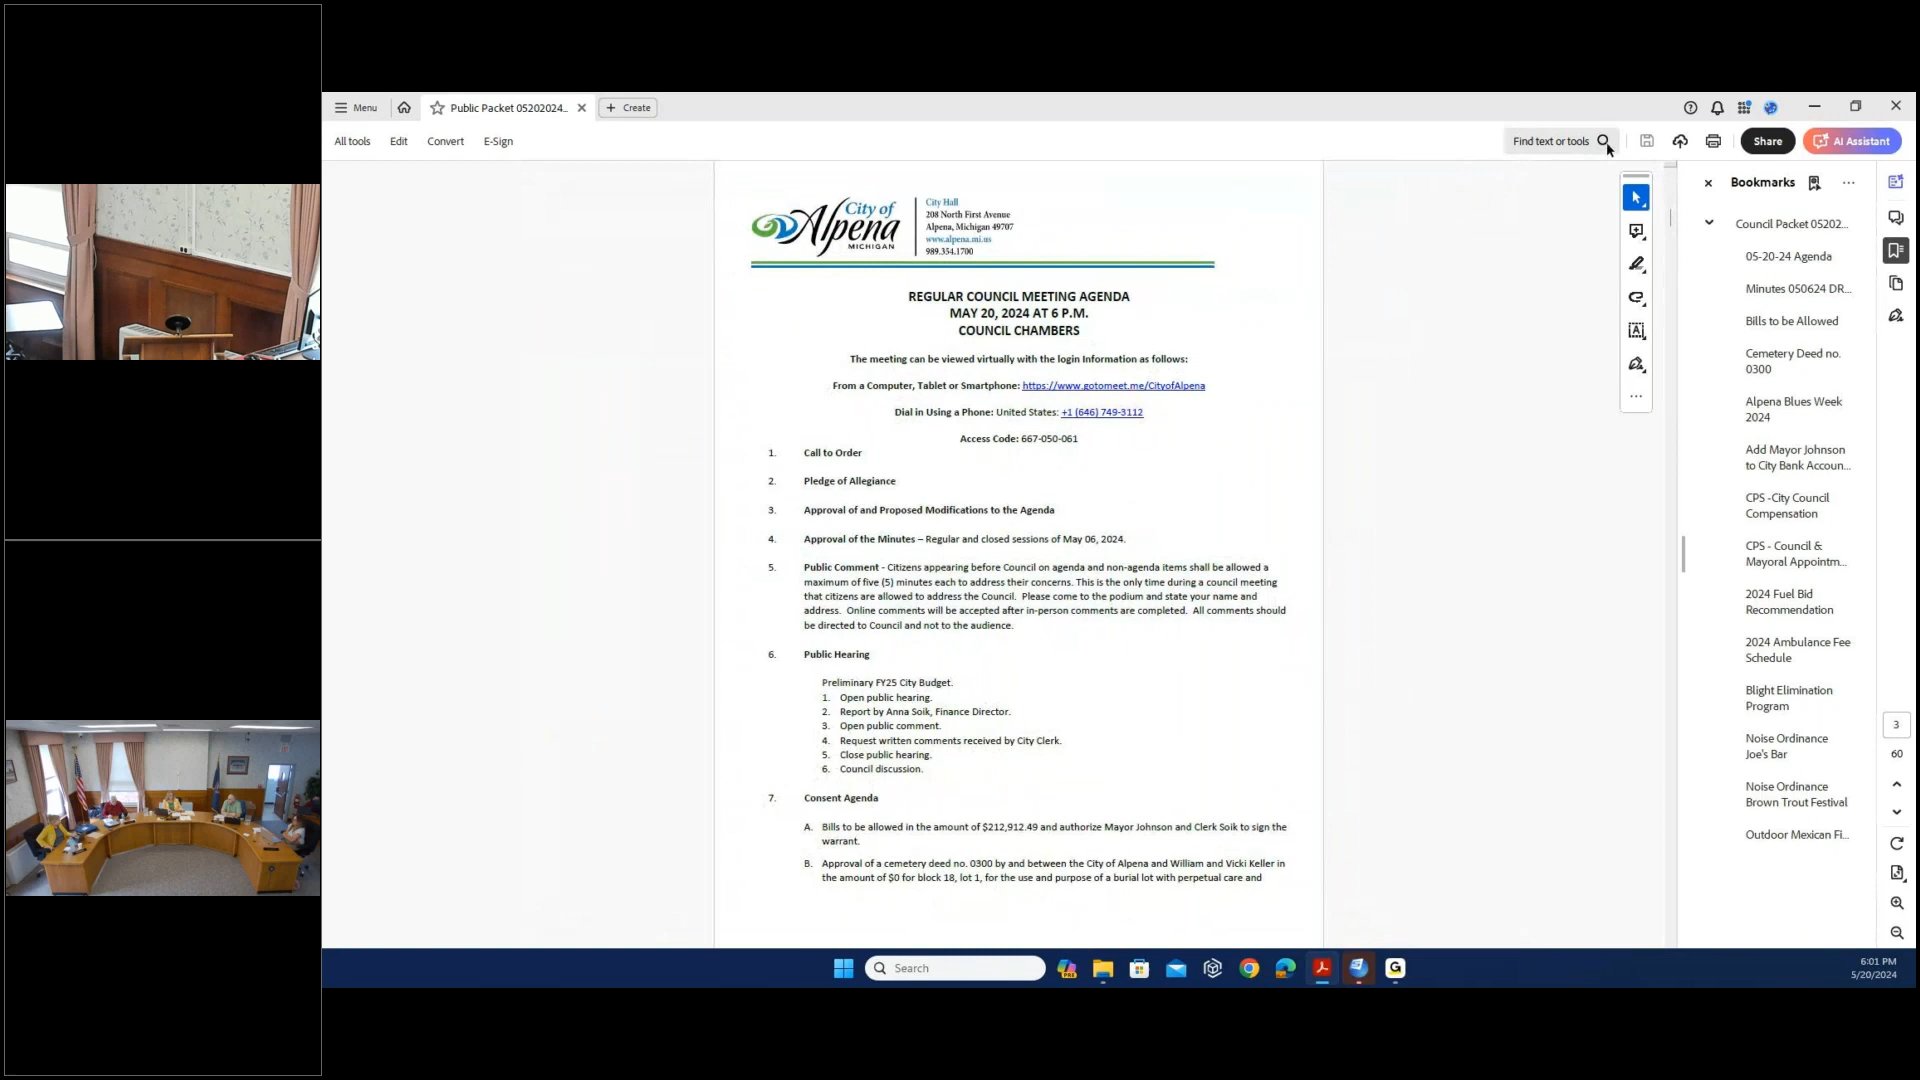 Menu
Public Packet 05202024...
Create
All tools
Edit
Convert
E-Sign
Find text or tools
Share
AI Assistant
City of
Alpena
MICHIGAN
City Hall
208 North First Avenue
Alpena, Michigan 49707
www.alpena.mi.us
989.354.1700
REGULAR COUNCIL MEETING AGENDA
MAY 20, 2024 AT 6 P.M.
COUNCIL CHAMBERS
The meeting can be viewed virtually with the login Information as follows:
From a Computer, Tablet or Smartphone: https://www.gotomeet.me/CityofAlpena
Dial in Using a Phone: United States: +1 (646) 749-3112
Access Code: 667-050-061
1. Call to Order
2. Pledge of Allegiance
3. Approval of and Proposed Modifications to the Agenda
4. Approval of the Minutes – Regular and closed sessions of May 06, 2024.
5. Public Comment - Citizens appearing before Council on agenda and non-agenda items shall be allowed a
maximum of five (5) minutes each to address their concerns. This is the only time during a council meeting
that citizens are allowed to address the Council. Please come to the podium and state your name and
address. Online comments will be accepted after in-person comments are completed. All comments should
be directed to Council and not to the audience.
6. Public Hearing
Preliminary FY25 City Budget.
1. Open public hearing.
2. Report by Anna Soik, Finance Director.
3. Open public comment.
4. Request written comments received by City Clerk.
5. Close public hearing.
6. Council discussion.
7. Consent Agenda
A. Bills to be allowed in the amount of $212,912.49 and authorize Mayor Johnson and Clerk Soik to sign the
warrant.
B. Approval of a cemetery deed no. 0300 by and between the City of Alpena and William and Vicki Keller in
the amount of $0 for block 18, lot 1, for the use and purpose of a burial lot with perpetual care and
Bookmarks
Council Packet 05202...
05-20-24 Agenda
Minutes 050624 DR...
Bills to be Allowed
Cemetery Deed no.
0300
Alpena Blues Week
2024
Add Mayor Johnson
to City Bank Accoun...
CPS -City Council
Compensation
CPS - Council &
Mayoral Appointm...
2024 Fuel Bid
Recommendation
2024 Ambulance Fee
Schedule
Blight Elimination
Program
Noise Ordinance
Joe's Bar
Noise Ordinance
Brown Trout Festival
Outdoor Mexican Fi...
3
60
Search
6:01 PM
5/20/2024